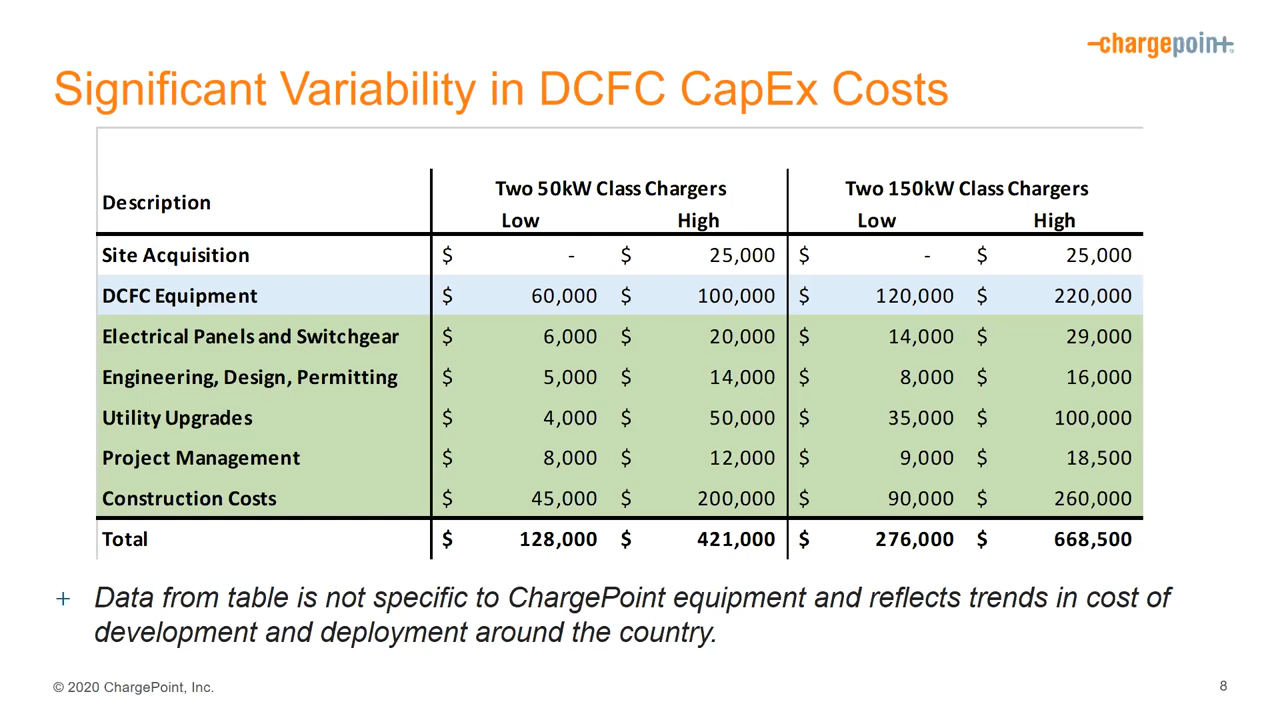 chargepoint
Significant Variability in DCFC CapEx Costs
Description Two 50kW Class Chargers Two 150kW Class Chargers
Low High Low High
Site Acquisition $ - $ 25,000 $ - $ 25,000
DCFC Equipment $ 60,000 $ 100,000 $ 120,000 $ 220,000
Electrical Panels and Switchgear $ 6,000 $ 20,000 $ 14,000 $ 29,000
Engineering, Design, Permitting $ 5,000 $ 14,000 $ 8,000 $ 16,000
Utility Upgrades $ 4,000 $ 50,000 $ 35,000 $ 100,000
Project Management $ 8,000 $ 12,000 $ 9,000 $ 18,500
Construction Costs $ 45,000 $ 200,000 $ 90,000 $ 260,000
Total $ 128,000 $ 421,000 $ 276,000 $ 668,500
+ Data from table is not specific to ChargePoint equipment and reflects trends in cost of
development and deployment around the country.
© 2020 ChargePoint, Inc. 8